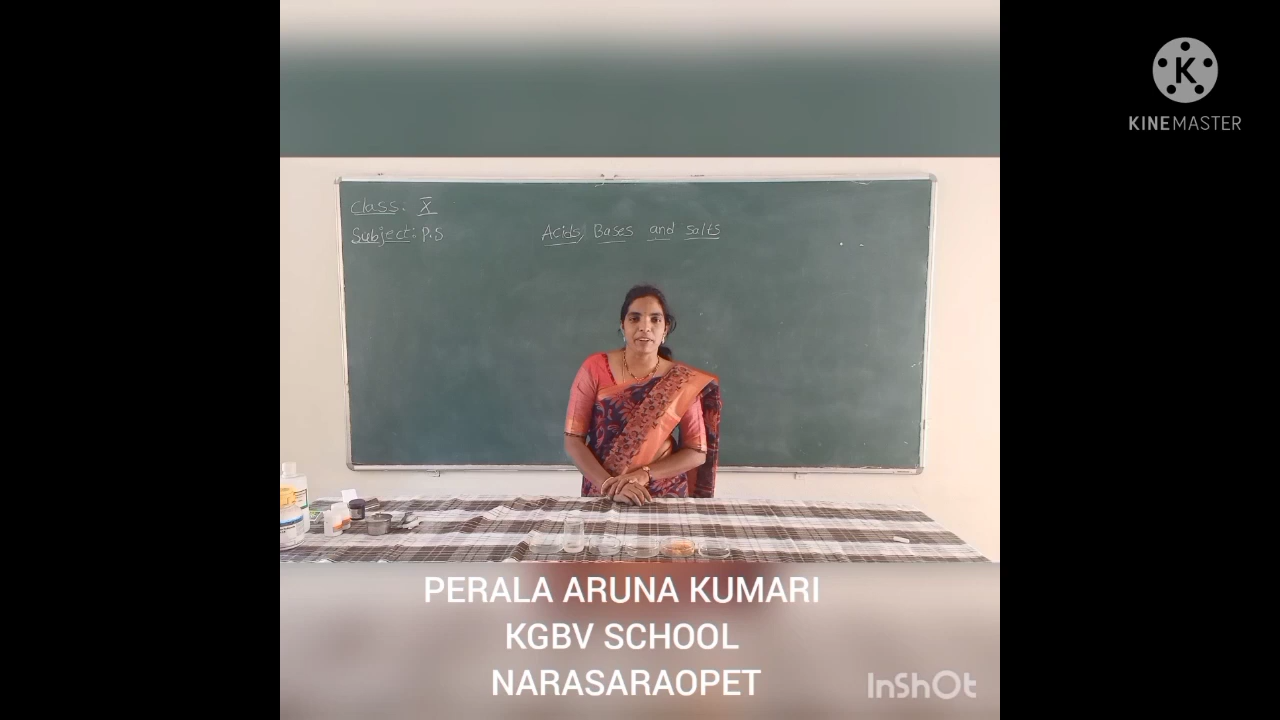 KINEMASTER
Class: X
Subject: P.S
Acids, Bases and Salts
PERALA ARUNA KUMARI
KGBV SCHOOL
NARASARAOPET
InShOt